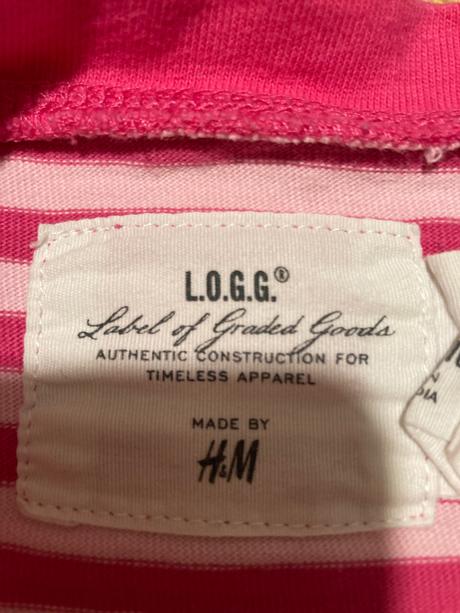 L.O.G.G.®
Label of Graded Goods
AUTHENTIC CONSTRUCTION FOR
TIMELESS APPAREL
MADE BY
H&M